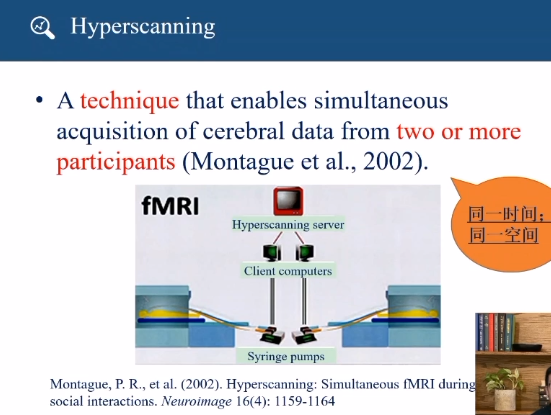 Hyperscanning
• A technique that enables simultaneous
acquisition of cerebral data from two or more
participants (Montague et al., 2002).
fMRI
Hyperscanning server
Client computers
Syringe pumps
同一时间；
同一空间
Montague, P. R., et al. (2002). Hyperscanning: Simultaneous fMRI during
social interactions. Neuroimage 16(4): 1159-1164